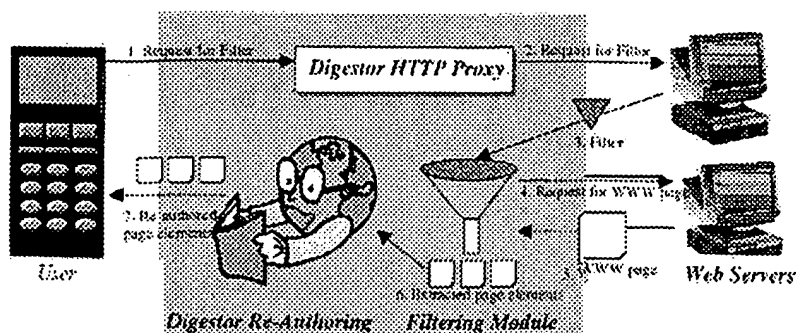 1. Request for Filter
Digestor HTTP Proxy
2. Request for Filter
3. Filter
4. Request for WWW page
5. WWW page
6. Extracted page elements
7. Re-authored
page elements
User
Digestor Re-Authoring
Filtering Module
Web Servers